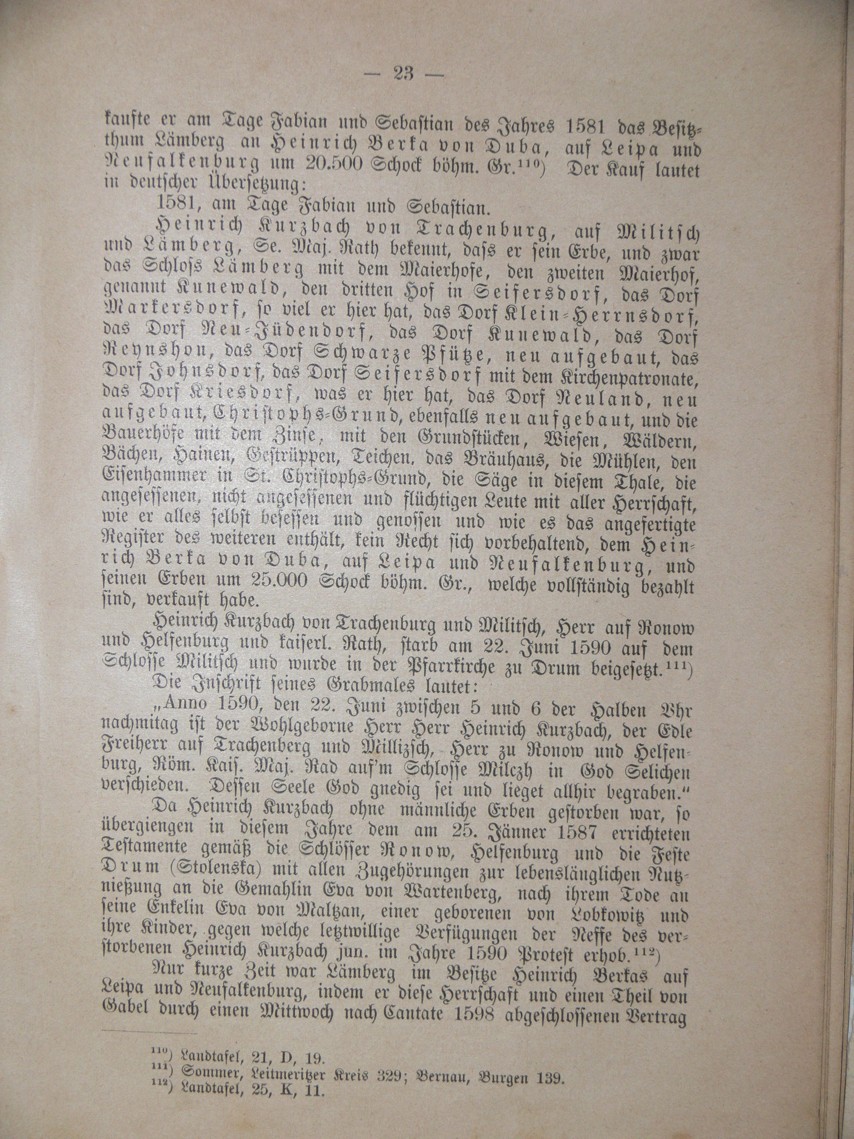 — 23 —
kaufte er am Tage Fabian und Sebastian des Jahres 1581 das Besitz-
thum Lämberg an Heinrich Berka von Duba, auf Leipa und
Neufalkenburg um 20.500 Schock böhm. Gr.¹¹⁰) Der Kauf lautet
in deutscher Übersetzung:
1581, am Tage Fabian und Sebastian.
Heinrich Kurzbach von Trachenburg, auf Militsch
und Lämberg, Se. Maj. Rath bekennt, dass er sein Erbe, und zwar
das Schloss Lämberg mit dem Maierhofe, den zweiten Maierhof,
genannt Kunewald, den dritten Hof in Seifersdorf, das Dorf
Markersdorf, so viel er hier hat, das Dorf Klein-Herrnsdorf,
das Dorf Neu-Jüdendorf, das Dorf Kunewald, das Dorf
Reynshon, das Dorf Schwarze Pfütze, neu aufgebaut, das
Dorf Johnsdorf, das Dorf Seifersdorf mit dem Kirchenpatronate,
das Dorf Kriesdorf, was er hier hat, das Dorf Neuland, neu
aufgebaut, Christophs-Grund, ebenfalls neu aufgebaut, und die
Bauerhöfe mit dem Zinse, mit den Grundstücken, Wiesen, Wäldern,
Bächen, Hainen, Gestrüppen, Teichen, das Bräuhaus, die Mühlen, den
Eisenhammer in St. Christophs-Grund, die Säge in diesem Thale, die
angesessenen, nicht angesessenen und flüchtigen Leute mit aller Herrschaft,
wie er alles selbst besessen und genossen und wie es das angefertigte
Register des weiteren enthält, kein Recht sich vorbehaltend, dem Hein-
rich Berka von Duba, auf Leipa und Neufalkenburg, und
seinen Erben um 25.000 Schock böhm. Gr., welche vollständig bezahlt
sind, verkauft habe.
Heinrich Kurzbach von Trachenburg und Militsch, Herr auf Ronow
und Helfenburg und kaiserl. Rath, starb am 22. Juni 1590 auf dem
Schlosse Militsch und wurde in der Pfarrkirche zu Drum beigesetzt.¹¹¹)
Die Inschrift seines Grabmales lautet:
„Anno 1590, den 22. Juni zwischen 5 und 6 der Halben Vhr
nachmitag ist der Wohlgeborne Herr Herr Heinrich Kurzbach, der Edle
Freiherr auf Trachenberg und Millizsch, Herr zu Ronow und Helfen-
burg, Röm. Kais. Maj. Rad auf'm Schlosse Milczh in God Selichen
verschieden. Dessen Seele God gnedig sei und lieget allhir begraben.“
Da Heinrich Kurzbach ohne männliche Erben gestorben war, so
übergiengen in diesem Jahre dem am 25. Jänner 1587 errichteten
Testamente gemäß die Schlösser Ronow, Helfenburg und die Feste
Drum (Stolenska) mit allen Zugehörungen zur lebenslänglichen Nutz-
nießung an die Gemahlin Eva von Wartenberg, nach ihrem Tode an
seine Enkelin Eva von Maltzan, einer geborenen von Lobkowitz und
ihre Kinder, gegen welche letztwillige Verfügungen der Neffe des ver-
storbenen Heinrich Kurzbach jun. im Jahre 1590 Protest erhob.¹¹²)
Nur kurze Zeit war Lämberg im Besitze Heinrich Berkas auf
Leipa und Neufalkenburg, indem er diese Herrschaft und einen Theil von
Gabel durch einen Mittwoch nach Cantate 1598 abgeschlossenen Vertrag
¹¹⁰) Landtafel, 21, D, 19.
¹¹¹) Sommer, Leitmeritzer Kreis 329; Bernau, Burgen 139.
¹¹²) Landtafel, 25, K, 11.